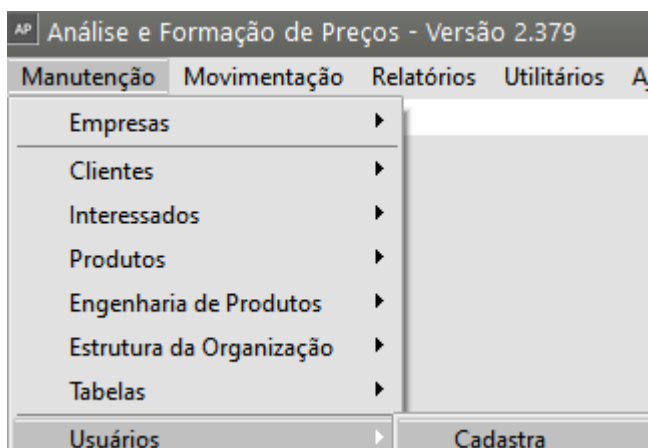 AP Análise e Formação de Preços - Versão 2.379
Manutenção Movimentação Relatórios Utilitários
Empresas
Clientes
Interessados
Produtos
Engenharia de Produtos
Estrutura da Organização
Tabelas
Usuários Cadastra